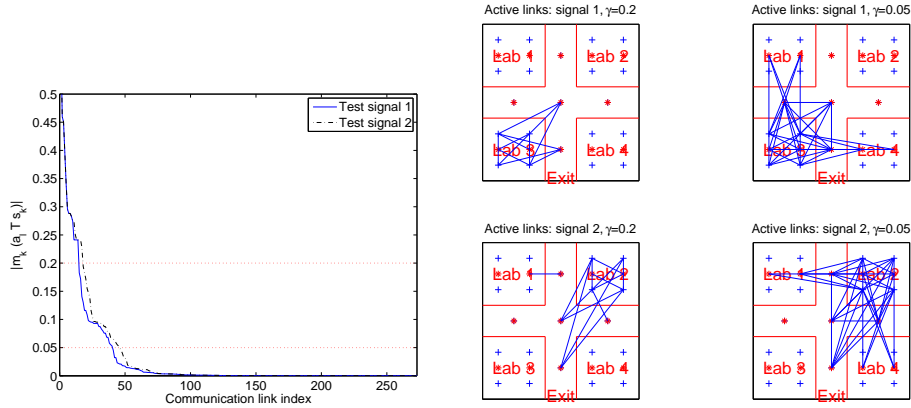 Active links: signal 1, γ=0.2
Lab 1
Lab 2
Lab 3
Lab 4
Exit
Active links: signal 1, γ=0.05
Lab 1
Lab 2
Lab 3
Lab 4
Exit
|m_k (a_l T s_k)|
0.5
0.45
0.4
0.35
0.3
0.25
0.2
0.15
0.1
0.05
0
Test signal 1
Test signal 2
0
50
100
150
200
250
Communication link index
Active links: signal 2, γ=0.2
Lab 1
Lab 2
Lab 3
Lab 4
Exit
Active links: signal 2, γ=0.05
Lab 1
Lab 2
Lab 3
Lab 4
Exit